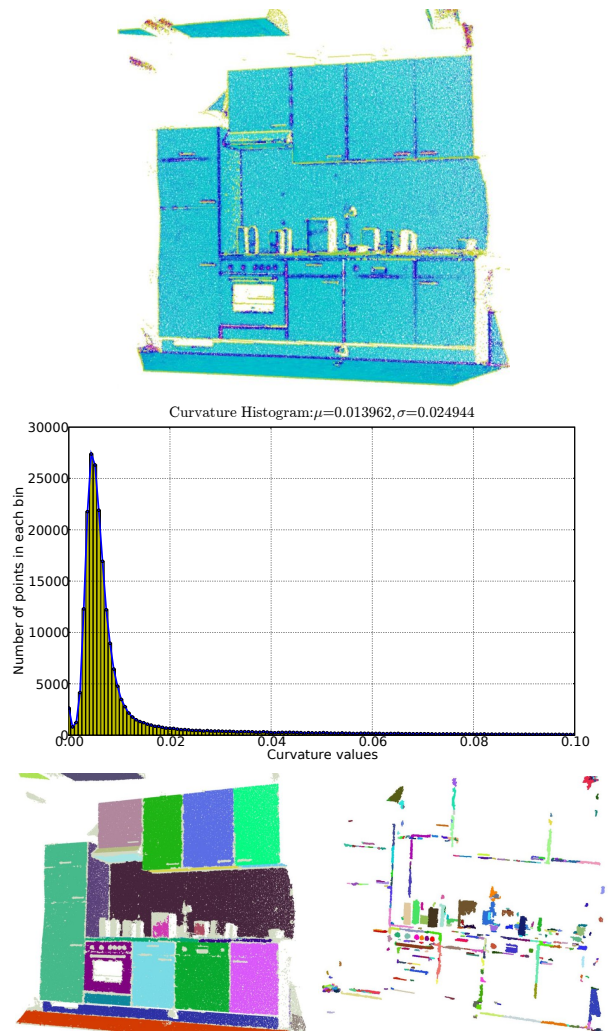 Curvature Histogram:μ=0.013962,σ=0.024944
30000
25000
20000
15000
10000
5000
0
Number of points in each bin
0.00 0.02 0.04 0.06 0.08 0.10
Curvature values